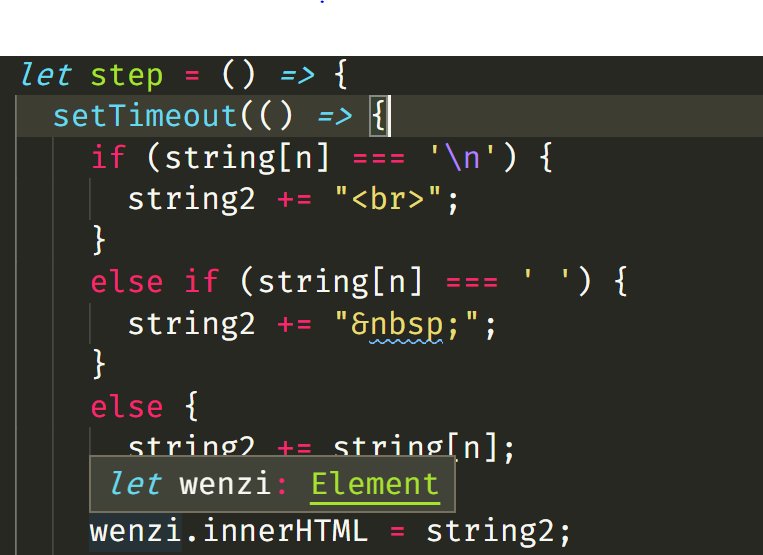 let step = () => {
setTimeout(() => {
if (string[n] === '\n') {
string2 += "<br>";
}
else if (string[n] === ' ') {
string2 += "&nbsp;";
}
else {
string2 += string[n];
let wenzi: Element
wenzi.innerHTML = string2;